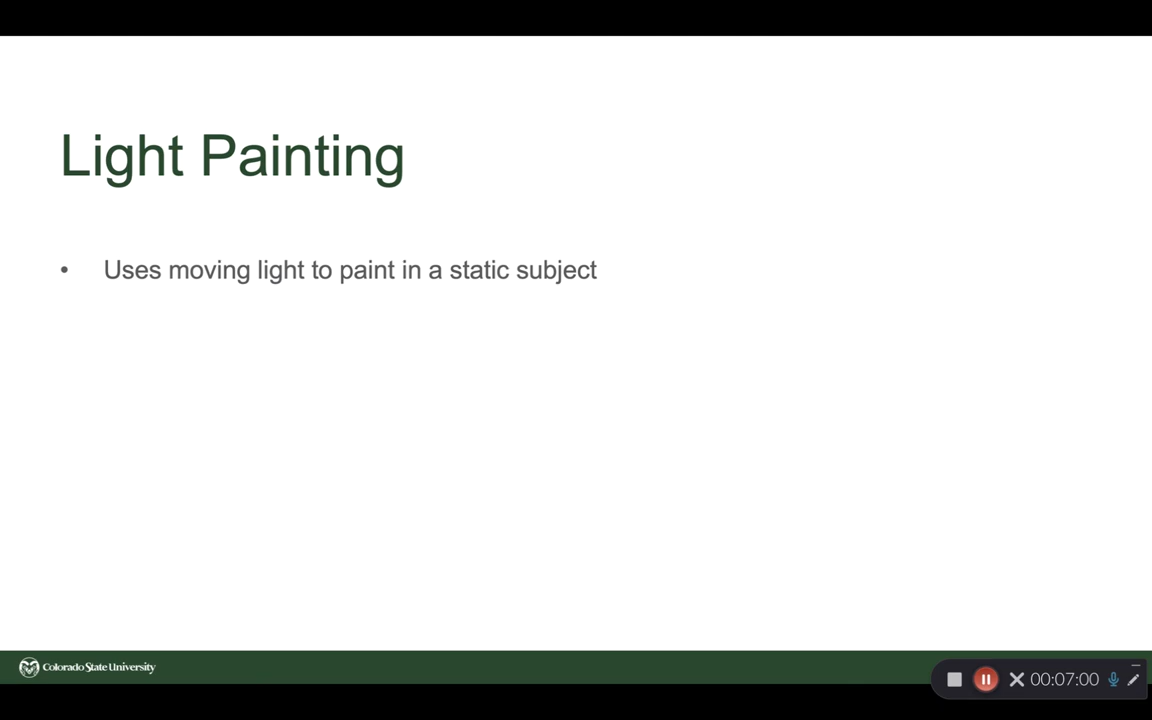 Light Painting
• Uses moving light to paint in a static subject
Colorado State University
00:07:00